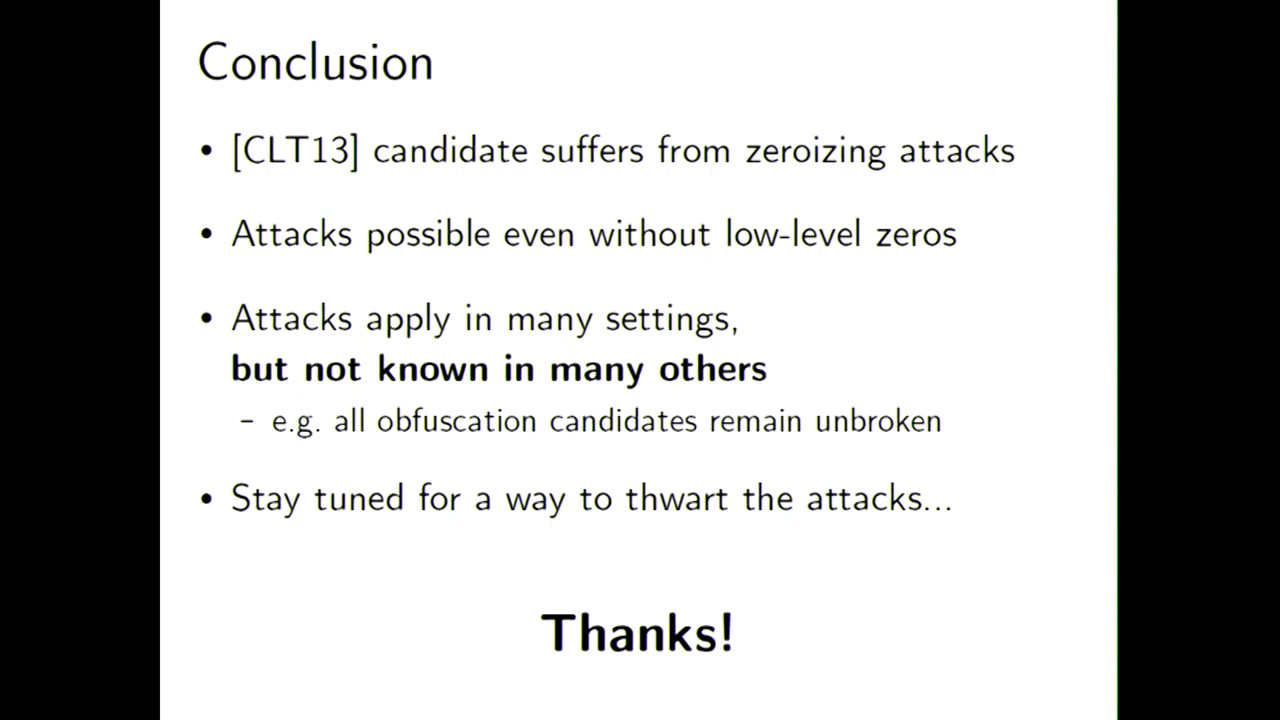 Conclusion
• [CLT13] candidate suffers from zeroizing attacks
• Attacks possible even without low-level zeros
• Attacks apply in many settings,
but not known in many others
– e.g. all obfuscation candidates remain unbroken
• Stay tuned for a way to thwart the attacks...
Thanks!